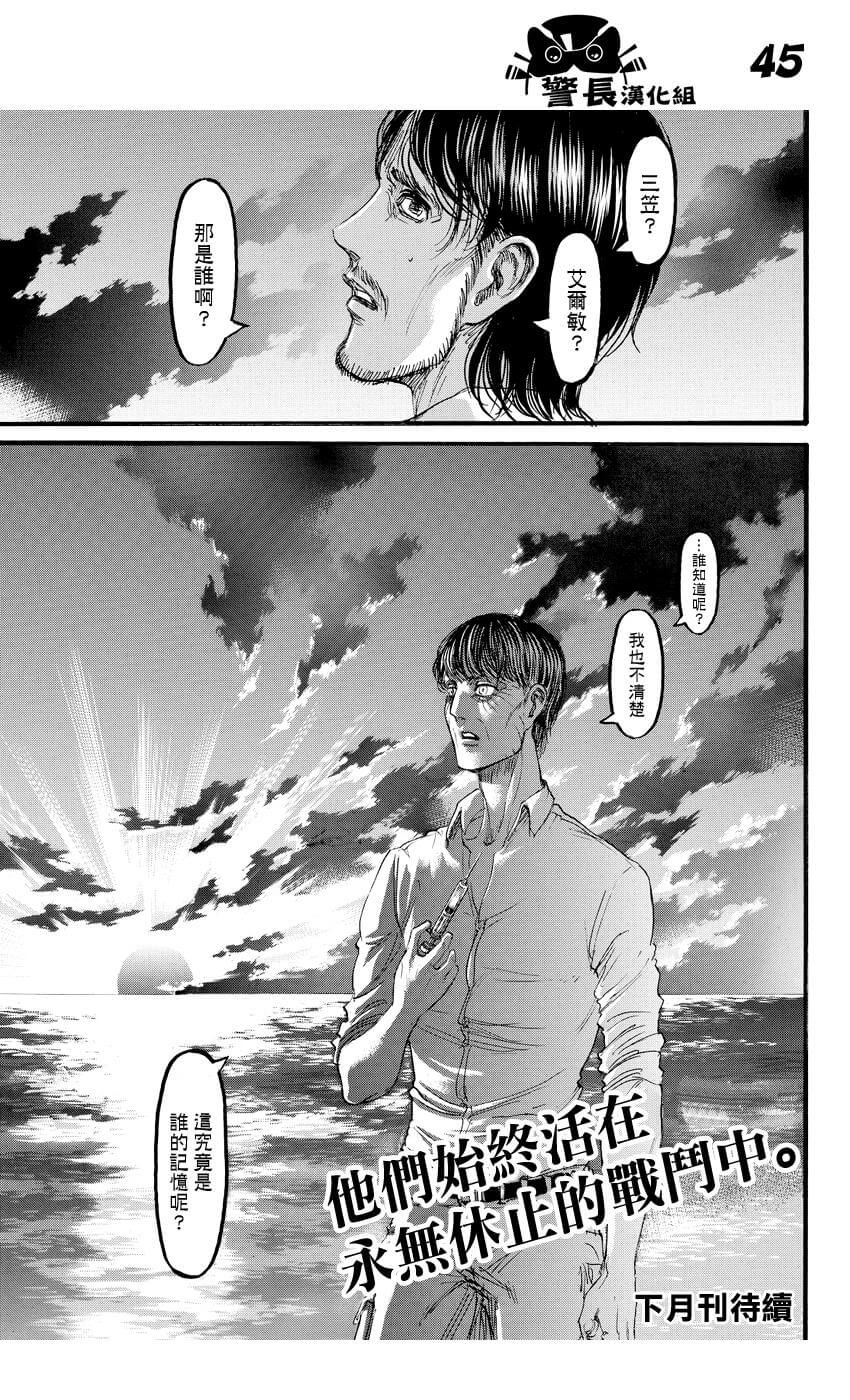 45
警長漢化組
三笠？
艾爾敏？
那是誰啊？
…誰知道呢？
我也不清楚
這究竟是
誰的記憶呢？
他們始終活在
永無休止的戰鬥中。
下月刊待續